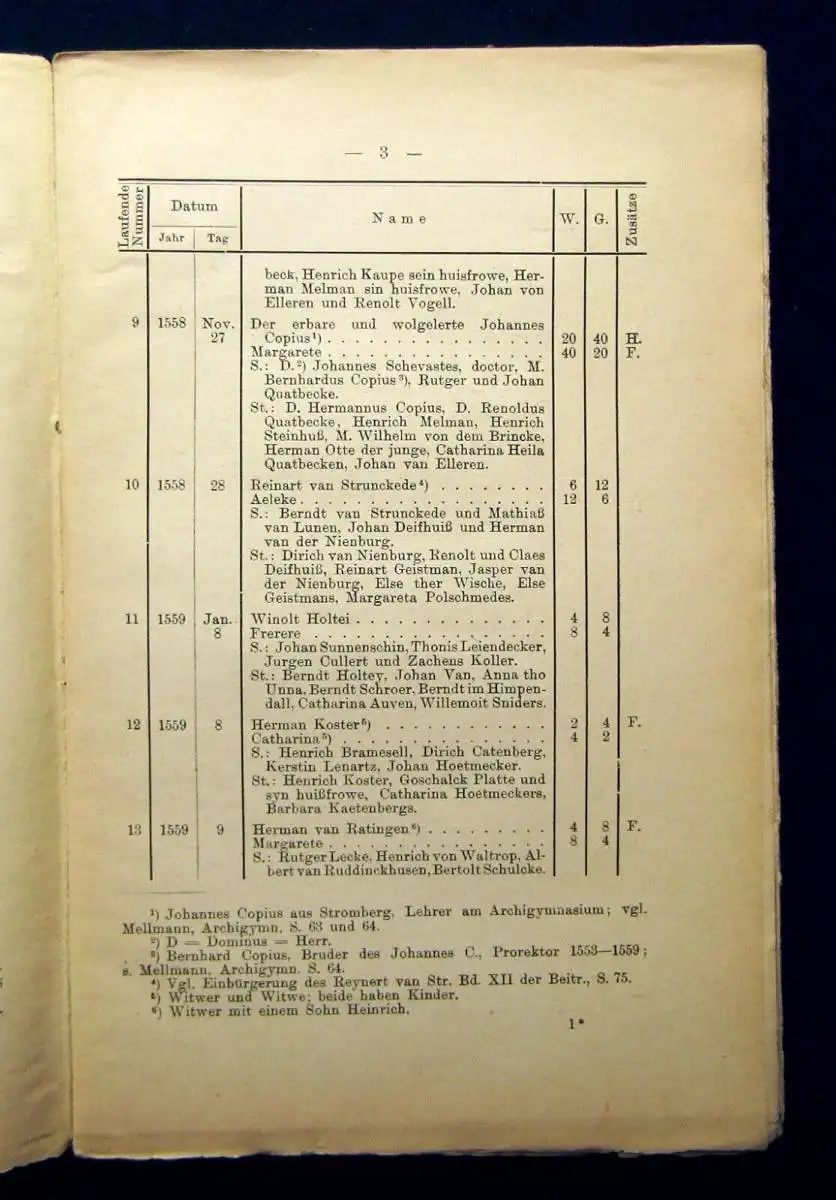 — 3 —
Laufende Nummer
Datum
Jahr Tag
Name
W. G. Zusätze
beck, Henrich Kaupe sein huisfrowe, Her-
man Melman sin huisfrowe, Johan von
Elleren und Renolt Vogell.
9 1558 Nov. Der erbare und wolgelerte Johannes
27 Copius¹) . . . . . . . . . . . . . . . . 20 40 H.
Margarete . . . . . . . . . . . . . . . . 40 20 F.
S.: D.²) Johannes Schevastes, doctor, M.
Bernhardus Copius³), Rutger und Johan
Quatbecke.
St.: D. Hermannus Copius, D. Renoldus
Quatbecke, Henrich Melman, Henrich
Steinhuß, M. Wilhelm von dem Brincke,
Herman Otte der junge, Catharina Heila
Quatbecken, Johan van Elleren.
10 1558 28 Reinart van Strunckede⁴) . . . . . . . . 6 12
Aeleke . . . . . . . . . . . . . . . . . . 12 6
S.: Berndt van Strunckede und Mathiaß
van Lunen, Johan Deifhuiß und Herman
van der Nienburg.
St.: Dirich van Nienburg, Renolt und Claes
Deifhuiß, Reinart Geistman, Jasper van
der Nienburg, Else ther Wische, Else
Geistmans, Margareta Polschmedes.
11 1559 Jan. Winolt Holtei . . . . . . . . . . . . . . 4 8
8 Frerere . . . . . . . . . . . . . . . . . 8 4
S.: Johan Sunnenschin, Thonis Leiendecker,
Jurgen Cullert und Zachens Koller.
St.: Berndt Holtey, Johan Van, Anna tho
Unna, Berndt Schroer, Berndt im Himpen-
dall, Catharina Auven, Willemoit Sniders.
12 1559 8 Herman Koster⁵) . . . . . . . . . . . . 2 4 F.
Catharina⁵) . . . . . . . . . . . . . . . 4 2
S.: Henrich Bramesell, Dirich Catenberg,
Kerstin Lenartz, Johan Hoetmecker.
St.: Henrich Koster, Goschalck Platte und
syn huißfrowe, Catharina Hoetmeckers,
Barbara Kaetenbergs.
13 1559 9 Herman van Ratingen⁶) . . . . . . . . . 4 8 F.
Margarete . . . . . . . . . . . . . . . . 8 4
S.: Rutger Lecke, Henrich von Waltrop, Al-
bert van Ruddinckhusen, Bertolt Schulcke.
¹) Johannes Copius aus Stromberg, Lehrer am Archigymnasium; vgl.
Mellmann, Archigymn. S. 63 und 64.
²) D = Dominus = Herr.
³) Bernhard Copius, Bruder des Johannes C., Prorektor 1553—1559;
s. Mellmann, Archigymn. S. 64.
⁴) Vgl. Einbürgerung des Reynert van Str. Bd. XII der Beitr., S. 75.
⁵) Witwer und Witwe; beide haben Kinder.
⁶) Witwer mit einem Sohn Heinrich.
1*